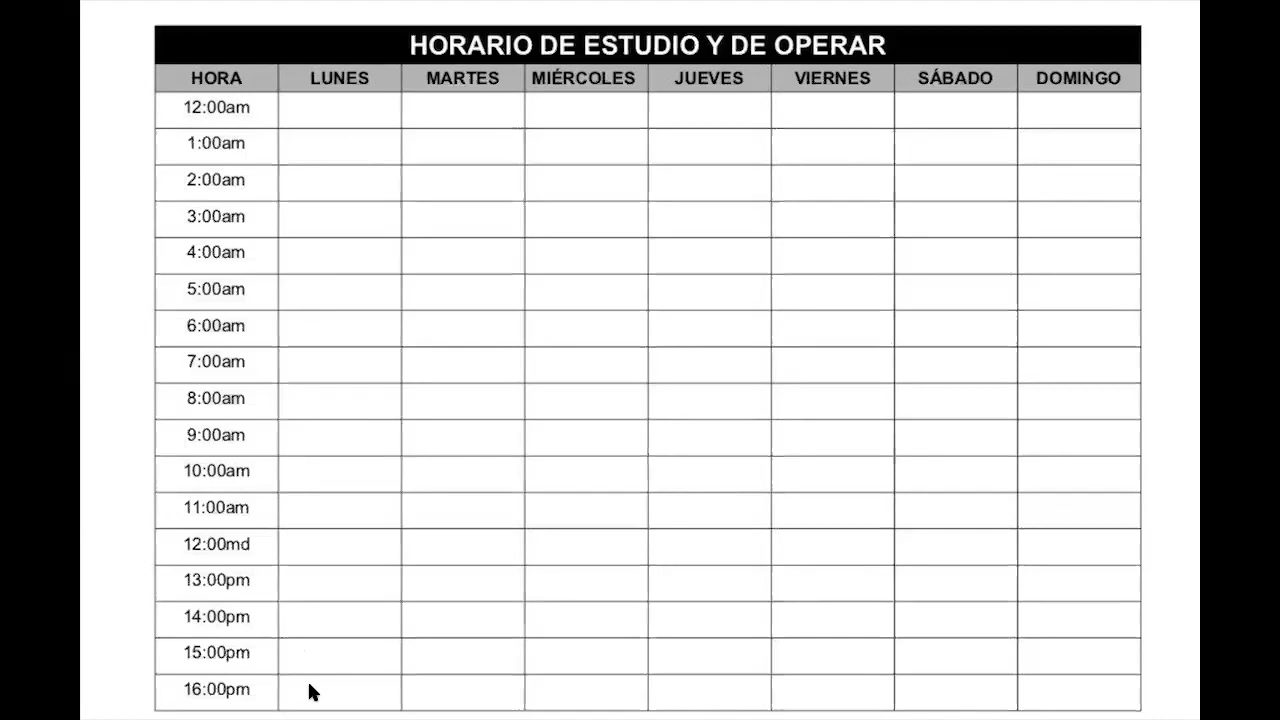 HORARIO DE ESTUDIO Y DE OPERAR
HORA LUNES MARTES MIÉRCOLES JUEVES VIERNES SÁBADO DOMINGO
12:00am
1:00am
2:00am
3:00am
4:00am
5:00am
6:00am
7:00am
8:00am
9:00am
10:00am
11:00am
12:00md
13:00pm
14:00pm
15:00pm
16:00pm